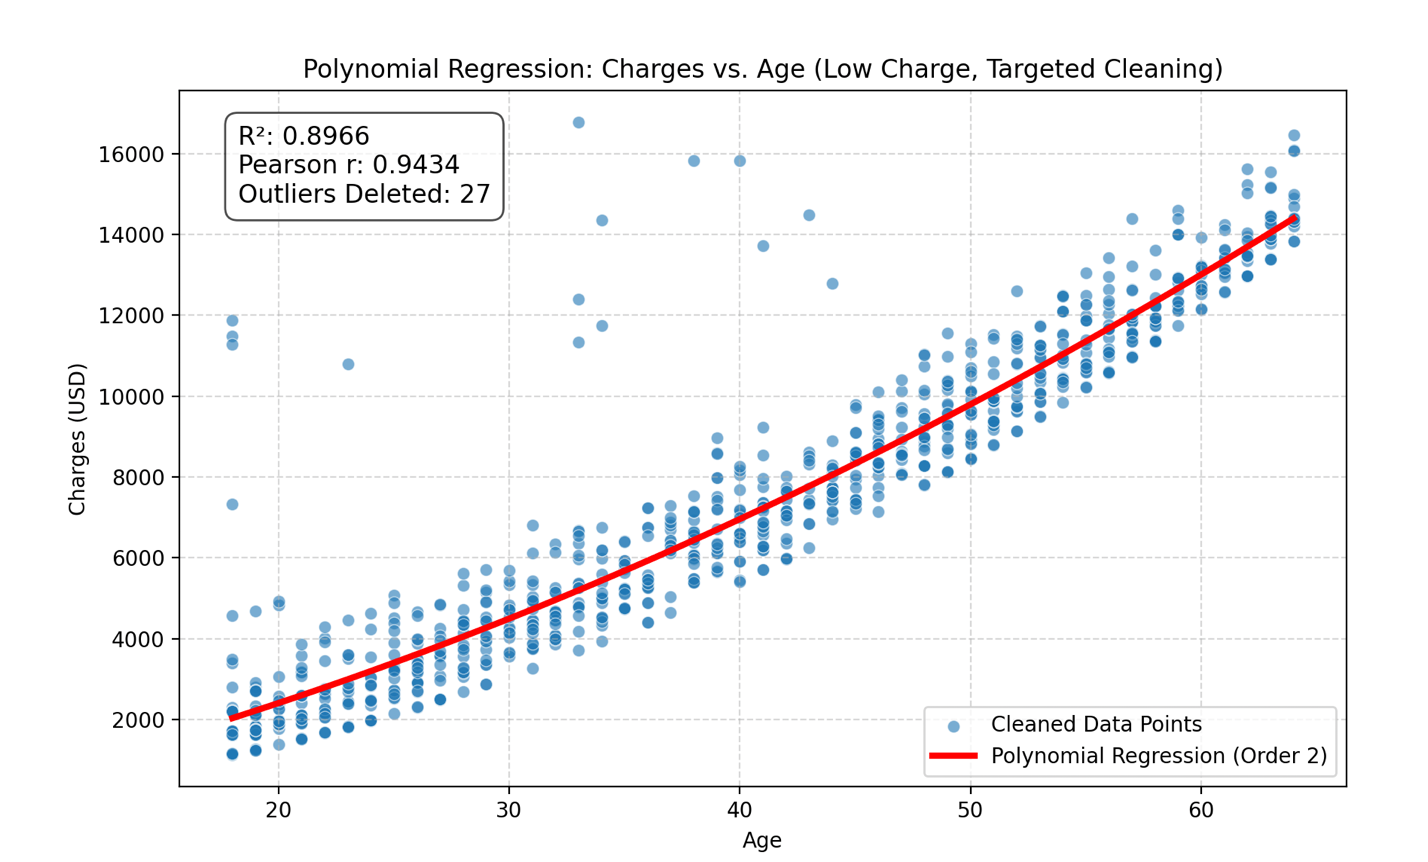 Polynomial Regression: Charges vs. Age (Low Charge, Targeted Cleaning)
R²: 0.8966
Pearson r: 0.9434
Outliers Deleted: 27
16000
14000
12000
10000
8000
6000
4000
2000
Charges (USD)
Cleaned Data Points
Polynomial Regression (Order 2)
20 30 40 50 60
Age